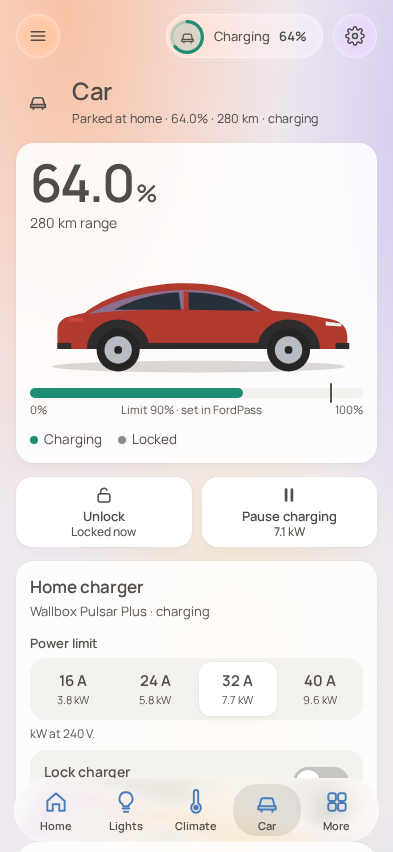 Charging 64%
Car
Parked at home · 64.0% · 280 km · charging
64.0%
280 km range
0% Limit 90% · set in FordPass 100%
Charging Locked
Unlock
Locked now
Pause charging
7.1 kW
Home charger
Wallbox Pulsar Plus · charging
Power limit
16 A 24 A 32 A 40 A
3.8 kW 5.8 kW 7.7 kW 9.6 kW
kW at 240 V.
Lock charger
Home Lights Climate Car More